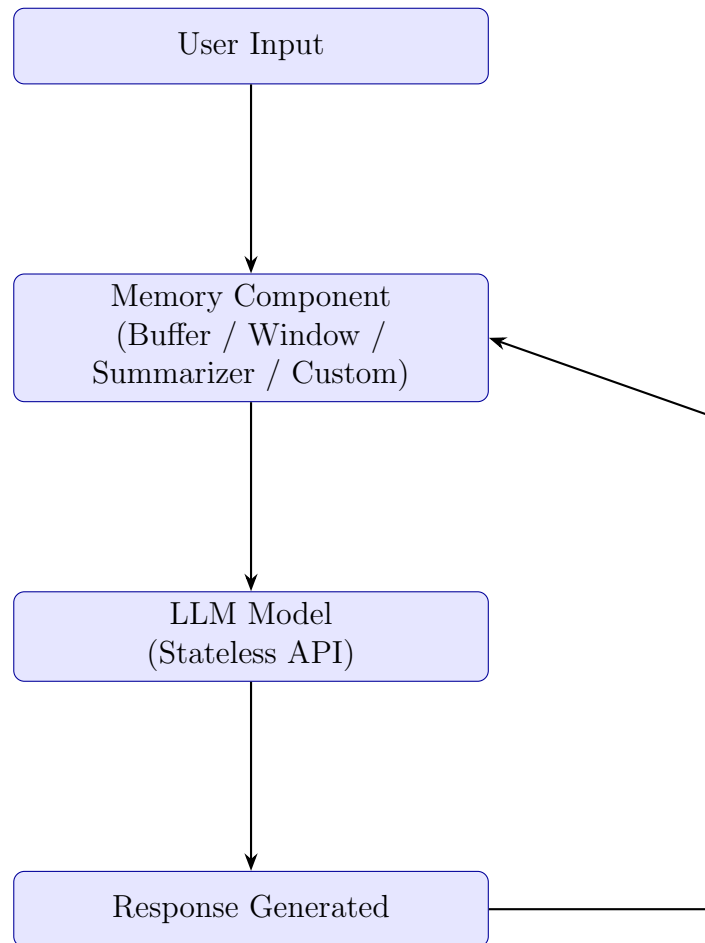 User Input
Memory Component
(Buffer / Window /
Summarizer / Custom)
LLM Model
(Stateless API)
Response Generated